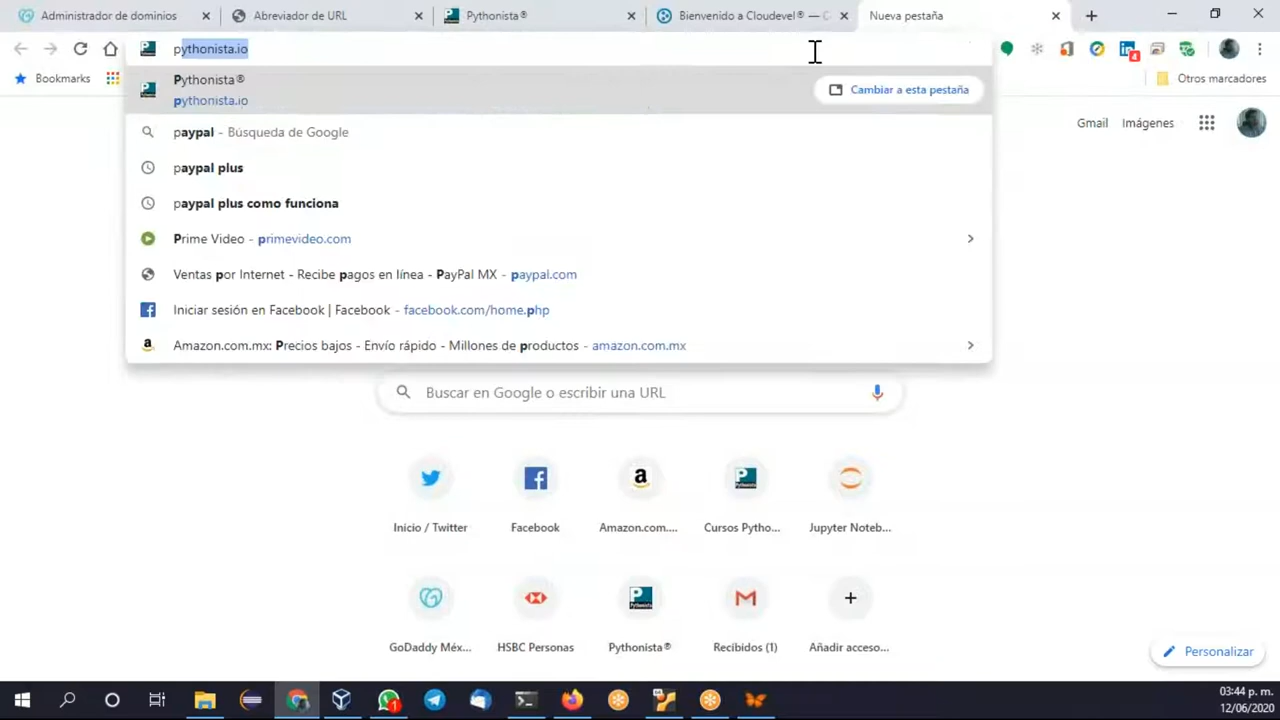 Administrador de dominios
Abreviador de URL
Pythonista®
Bienvenido a Cloudevel® — C
Nueva pestaña
pythonista.io
4
Bookmarks
Otros marcadores
Pythonista®
pythonista.io
Cambiar a esta pestaña
paypal - Búsqueda de Google
paypal plus
paypal plus como funciona
Prime Video - primevideo.com
Ventas por Internet - Recibe pagos en línea - PayPal MX - paypal.com
Iniciar sesión en Facebook | Facebook - facebook.com/home.php
Amazon.com.mx: Precios bajos - Envío rápido - Millones de productos - amazon.com.mx
Gmail
Imágenes
Buscar en Google o escribir una URL
Inicio / Twitter
Facebook
Amazon.com....
Cursos Pytho...
Jupyter Noteb...
GoDaddy Méx...
HSBC Personas
Pythonista®
Recibidos (1)
Añadir acceso...
Personalizar
1
03:44 p. m.
12/06/2020